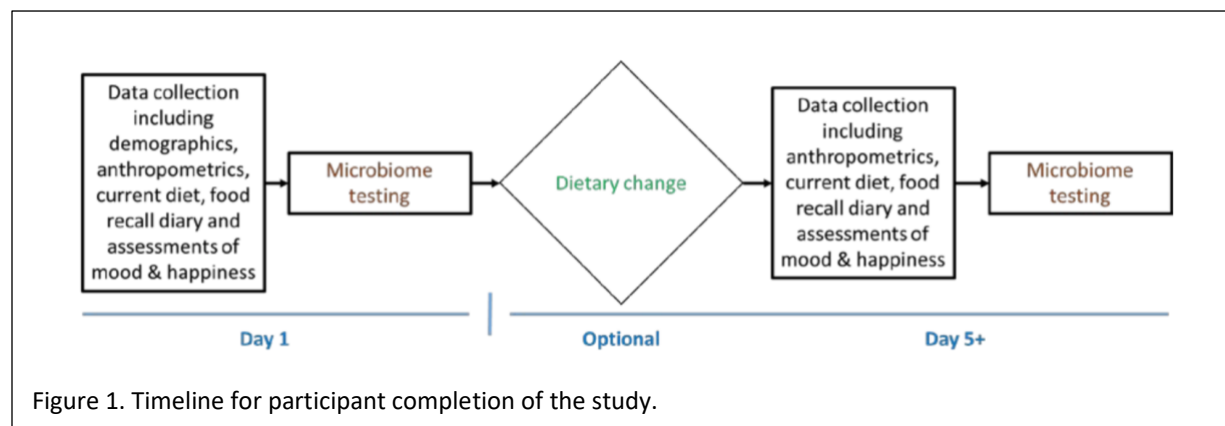 Data collection
including
demographics,
anthropometrics,
current diet, food
recall diary and
assessments of
mood & happiness
Microbiome
testing
Dietary change
Data collection
including
anthropometrics,
current diet, food
recall diary and
assessments of
mood & happiness
Microbiome
testing
Day 1
Optional
Day 5+
Figure 1. Timeline for participant completion of the study.